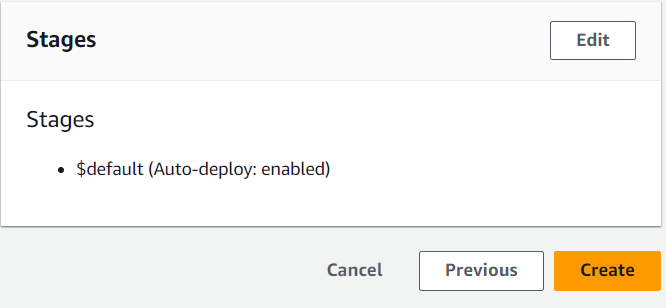 Stages
Edit
Stages
• $default (Auto-deploy: enabled)
Cancel
Previous
Create